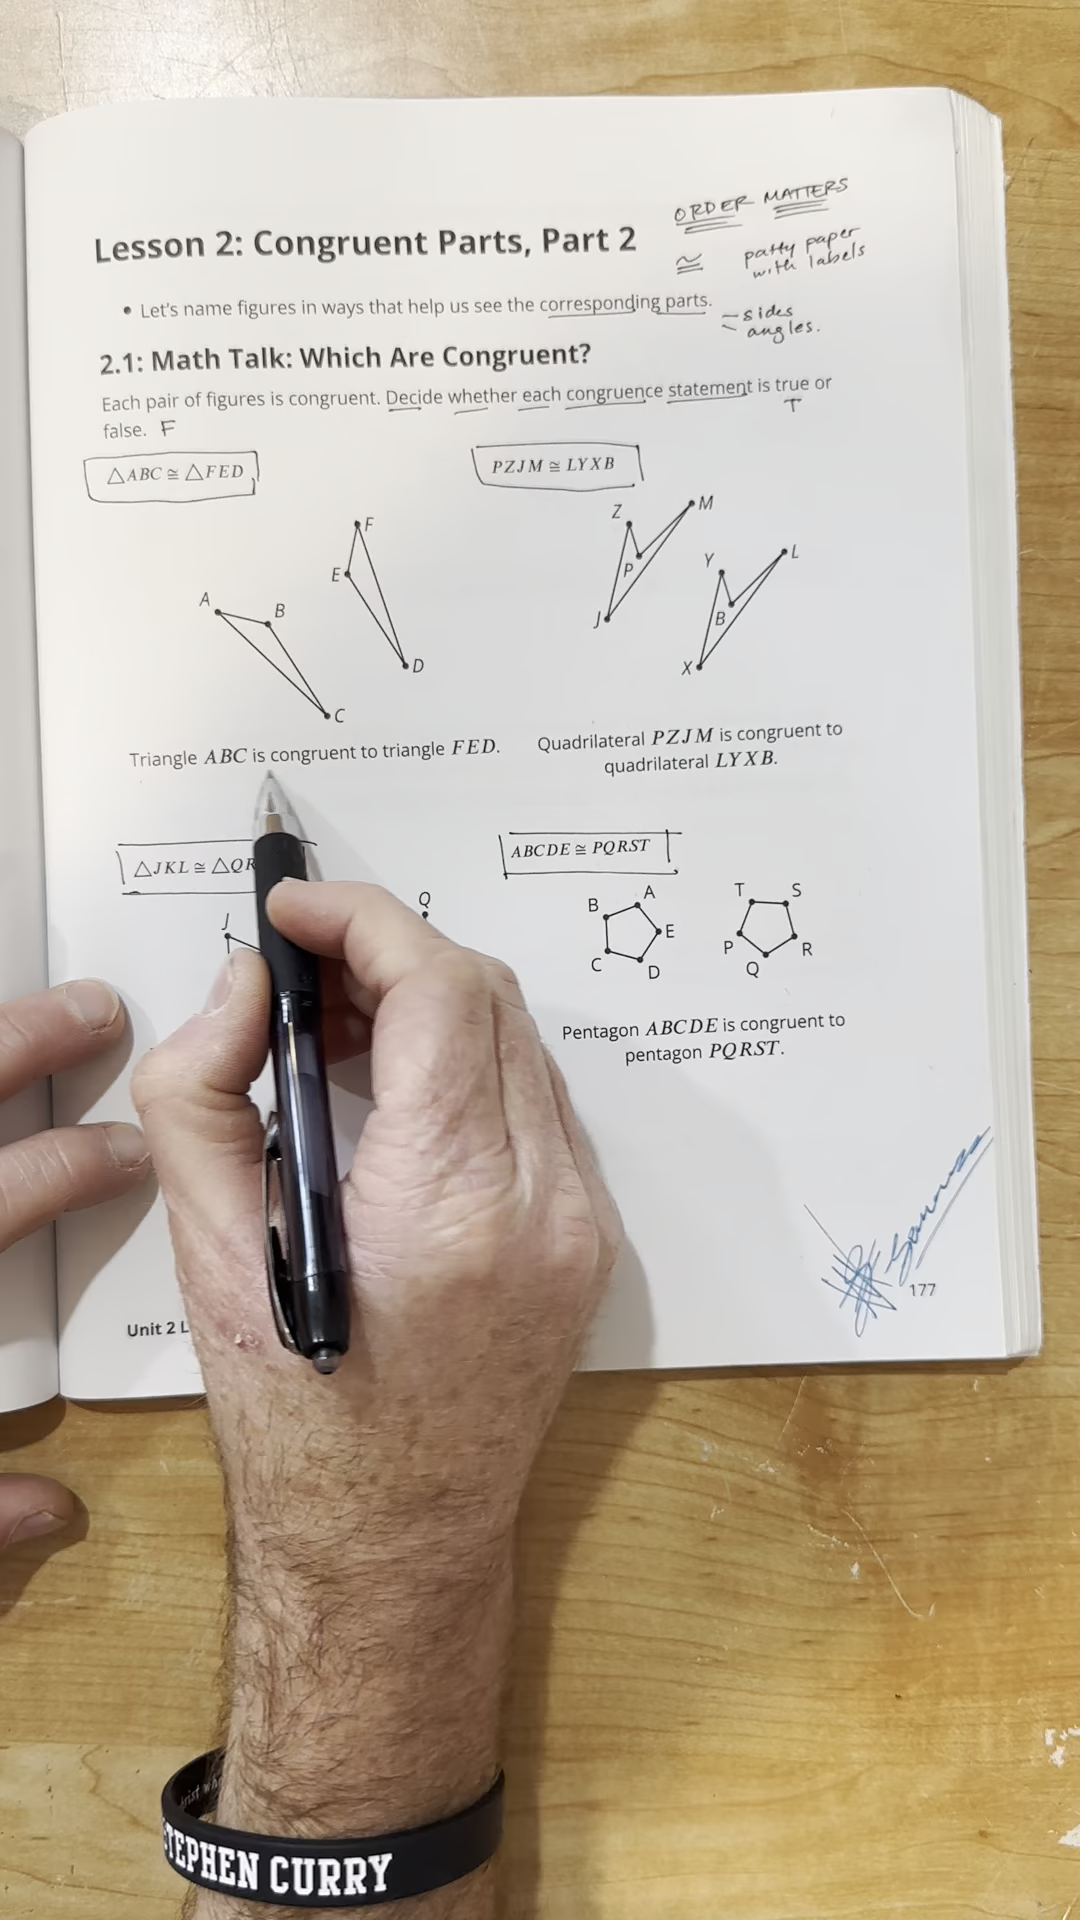 ORDER MATTERS
Lesson 2: Congruent Parts, Part 2
≅ patty paper
with labels
• Let's name figures in ways that help us see the corresponding parts.
– sides
– angles.
2.1: Math Talk: Which Are Congruent?
Each pair of figures is congruent. Decide whether each congruence statement is true or
T
false. F
△ABC ≅ △FED
PZJM ≅ LYXB
F
E
A
B
D
C
Z
M
P
J
Y
L
B
X
Triangle ABC is congruent to triangle FED.
Quadrilateral PZJM is congruent to
quadrilateral LYXB.
△JKL ≅ △QR
ABCDE ≅ PQRST
J
Q
B
A
E
C
D
T
S
P
R
Q
Pentagon ABCDE is congruent to
pentagon PQRST.
177
Unit 2 L
STEPHEN CURRY